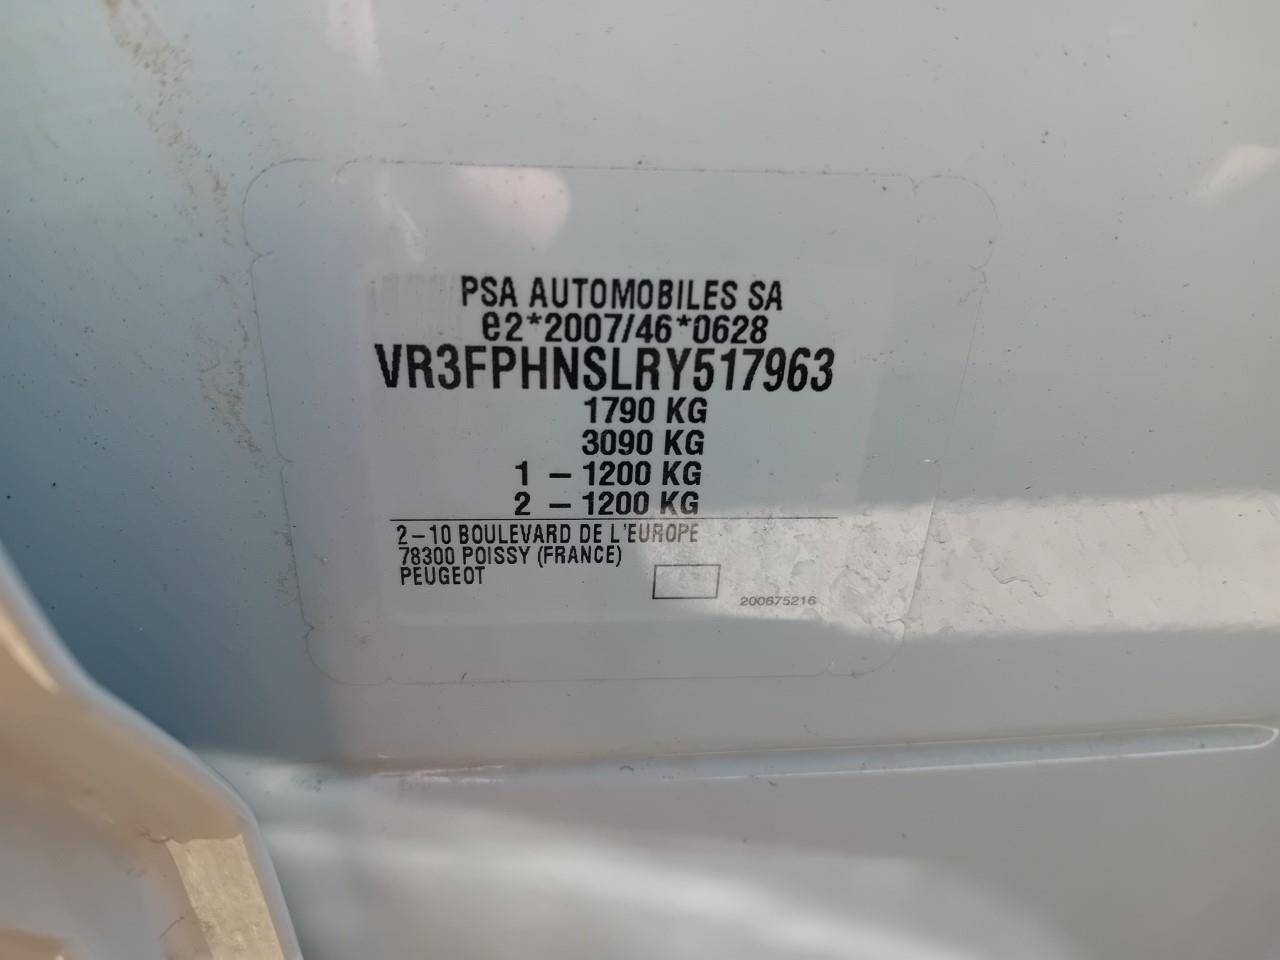 PSA AUTOMOBILES SA
e2*2007/46*0628
VR3FPHNSLRY517963
1790 KG
3090 KG
1 – 1200 KG
2 – 1200 KG
2–10 BOULEVARD DE L'EUROPE
78300 POISSY (FRANCE)
PEUGEOT
200675216